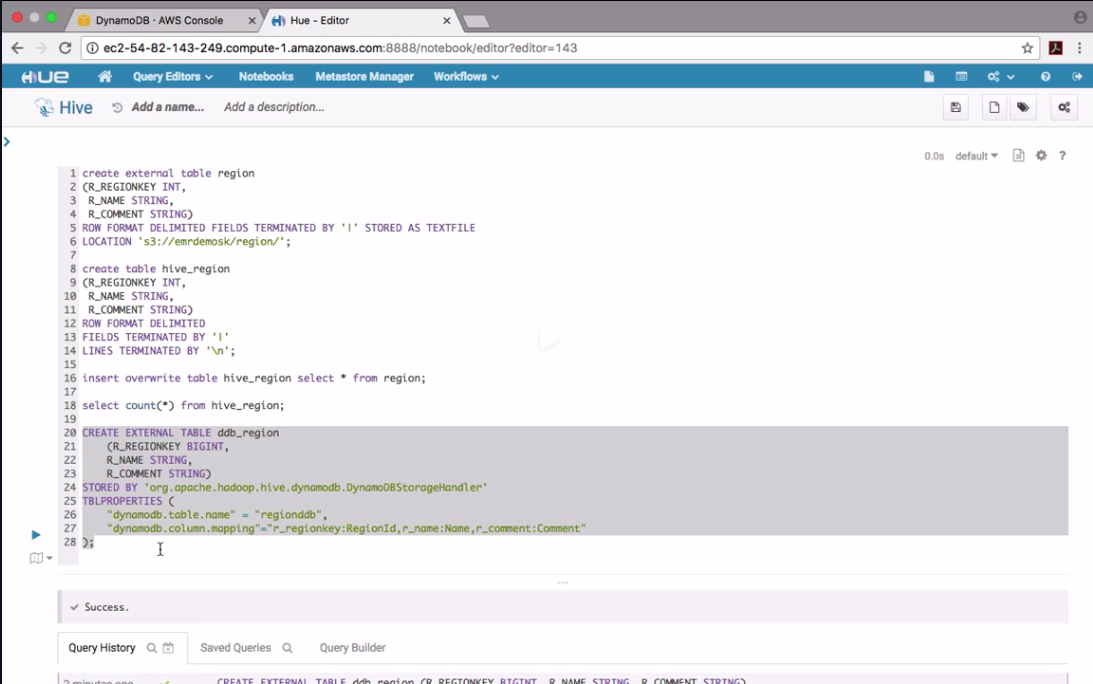 DynamoDB · AWS Console
Hue - Editor
ec2-54-82-143-249.compute-1.amazonaws.com:8888/notebook/editor?editor=143
HUE Query Editors Notebooks Metastore Manager Workflows
Hive Add a name... Add a description...
0.0s default ?
1 create external table region
2 (R_REGIONKEY INT,
3 R_NAME STRING,
4 R_COMMENT STRING)
5 ROW FORMAT DELIMITED FIELDS TERMINATED BY '|' STORED AS TEXTFILE
6 LOCATION 's3://emrdemosk/region/';
7
8 create table hive_region
9 (R_REGIONKEY INT,
10 R_NAME STRING,
11 R_COMMENT STRING)
12 ROW FORMAT DELIMITED
13 FIELDS TERMINATED BY '|'
14 LINES TERMINATED BY '\n';
15
16 insert overwrite table hive_region select * from region;
17
18 select count(*) from hive_region;
19
20 CREATE EXTERNAL TABLE ddb_region
21 (R_REGIONKEY BIGINT,
22 R_NAME STRING,
23 R_COMMENT STRING)
24 STORED BY 'org.apache.hadoop.hive.dynamodb.DynamoDBStorageHandler'
25 TBLPROPERTIES (
26 "dynamodb.table.name" = "regionddb",
27 "dynamodb.column.mapping"="r_regionkey:RegionId,r_name:Name,r_comment:Comment"
28 );
Success.
Query History Saved Queries Query Builder
2 minutes ago CREATE EXTERNAL TABLE ddb_region (R_REGIONKEY BIGINT, R_NAME STRING, R_COMMENT STRING)